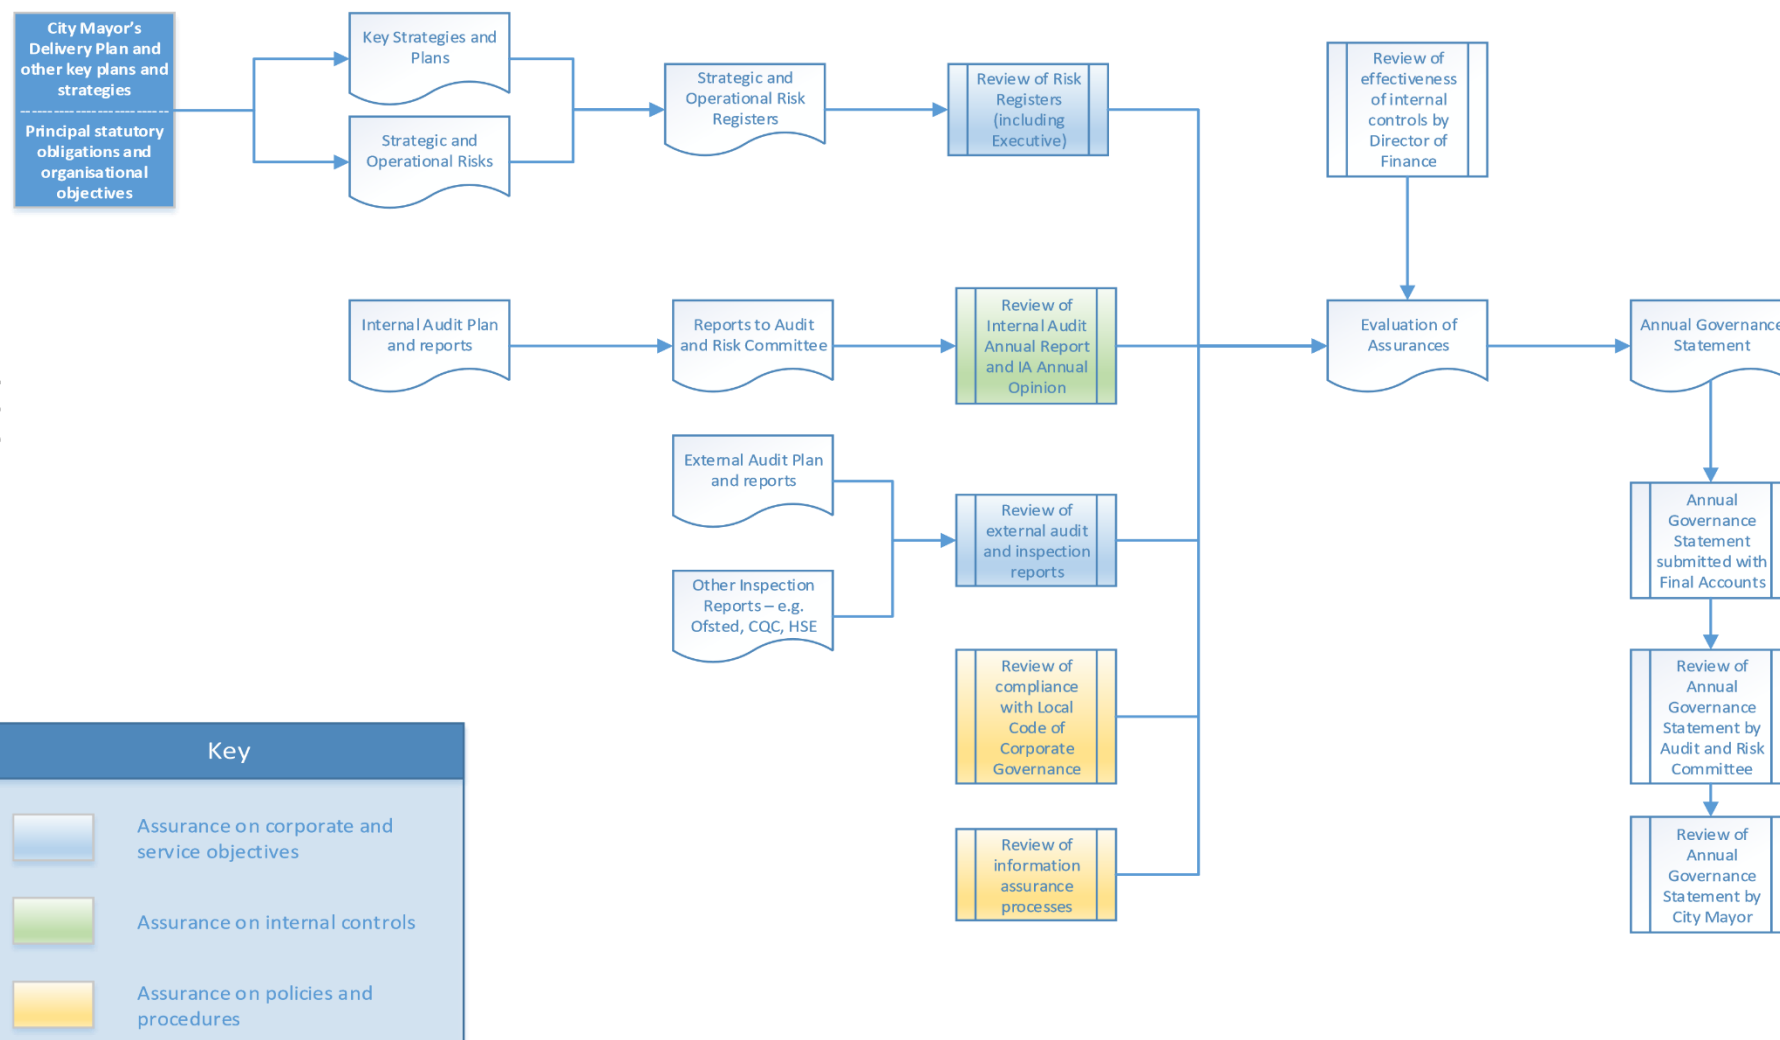 City Mayor's
Delivery Plan and
other key plans and
strategies
Principal statutory
obligations and
organisational
objectives
Key Strategies and
Plans
Strategic and
Operational Risks
Strategic and
Operational Risk
Registers
Review of Risk
Registers
(including
Executive)
Review of
effectiveness
of internal
controls by
Director of
Finance
Internal Audit Plan
and reports
Reports to Audit
and Risk Committee
Review of
Internal Audit
Annual Report
and IA Annual
Opinion
Evaluation of
Assurances
Annual Governance
Statement
External Audit Plan
and reports
Other Inspection
Reports – e.g.
Ofsted, CQC, HSE
Review of
external audit
and inspection
reports
Review of
compliance
with Local
Code of
Corporate
Governance
Review of
information
assurance
processes
Annual
Governance
Statement
submitted with
Final Accounts
Review of
Annual
Governance
Statement by
Audit and Risk
Committee
Review of
Annual
Governance
Statement by
City Mayor
Key
Assurance on corporate and
service objectives
Assurance on internal controls
Assurance on policies and
procedures